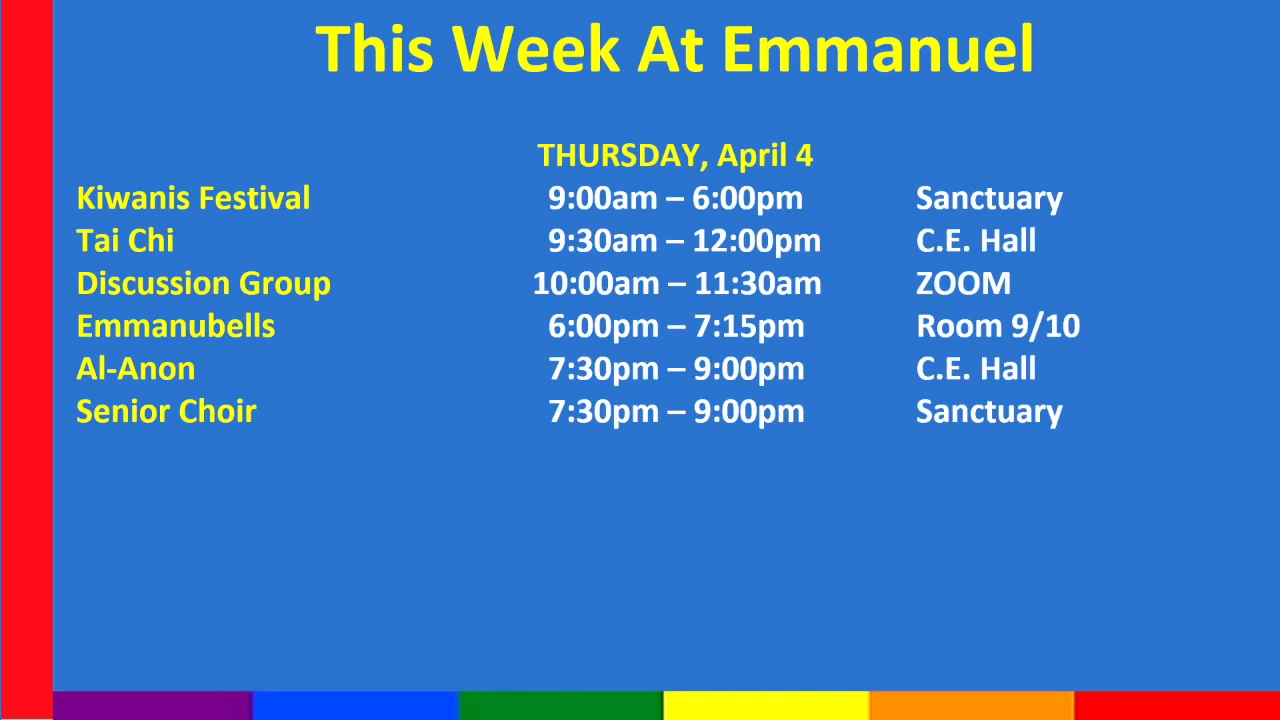 This Week At Emmanuel
THURSDAY, April 4
Kiwanis Festival 9:00am – 6:00pm Sanctuary
Tai Chi 9:30am – 12:00pm C.E. Hall
Discussion Group 10:00am – 11:30am ZOOM
Emmanubells 6:00pm – 7:15pm Room 9/10
Al-Anon 7:30pm – 9:00pm C.E. Hall
Senior Choir 7:30pm – 9:00pm Sanctuary